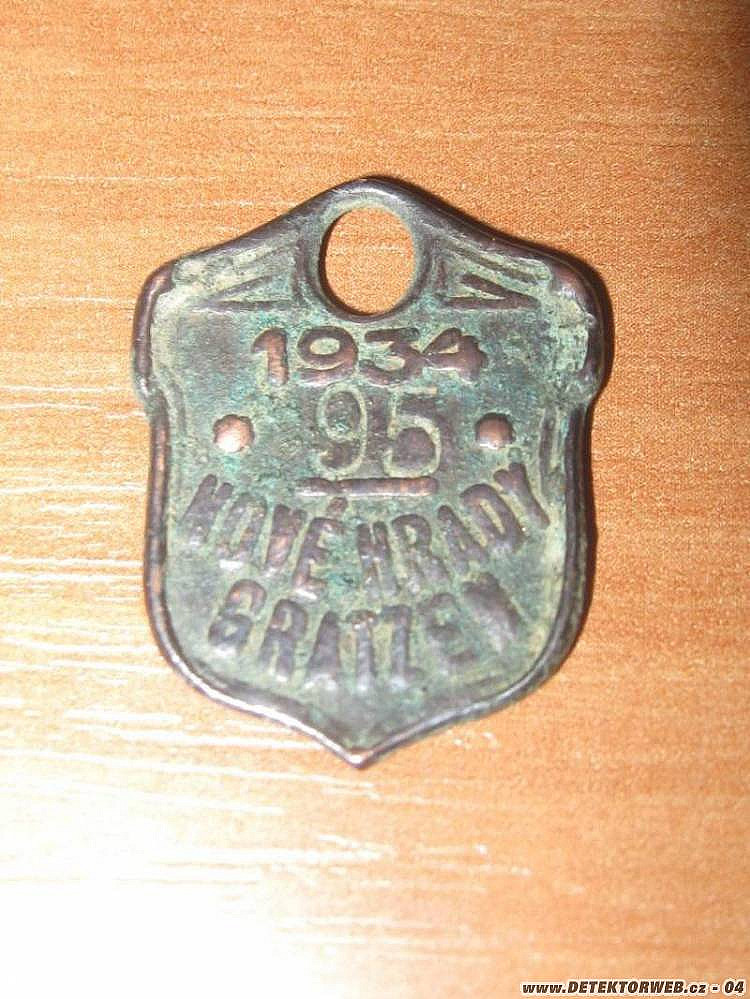 1934
95
NOVÉ HRADY
GRATZEN
www.DETEKTORWEB.cz - 04